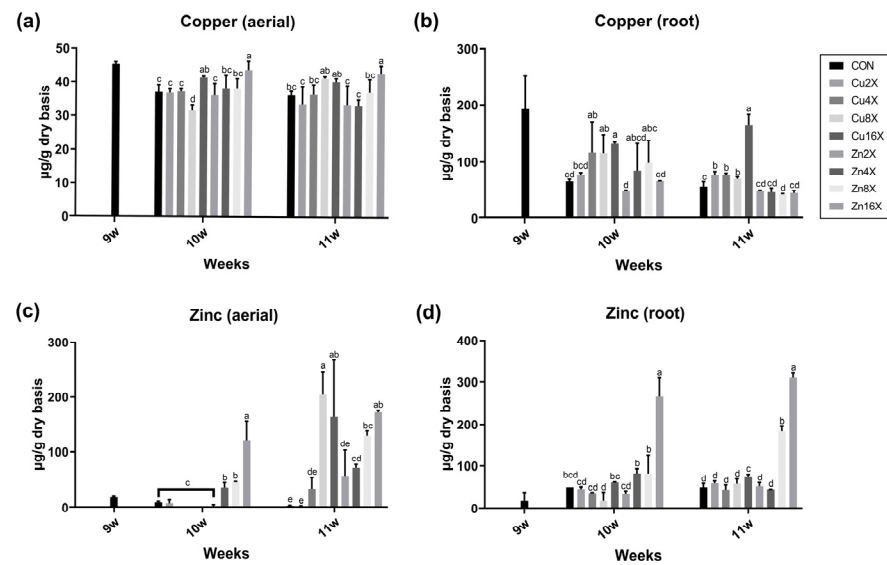 (a)
Copper (aerial)
µg/g dry basis
50
40
30
20
10
0
c c c d ab c bc bc a
bc c bc ab ab c c bc a
9w 10w 11w
Weeks
(b)
Copper (root)
µg/g dry basis
300
200
100
0
cd bcd ab ab a d abcd abc cd
c b b b a cd cd d cd
9w 10w 11w
Weeks
CON
Cu2X
Cu4X
Cu8X
Cu16X
Zn2X
Zn4X
Zn8X
Zn16X
(c)
Zinc (aerial)
µg/g dry basis
300
200
100
0
c b b a
e e de a ab de cd bc ab
9w 10w 11w
Weeks
(d)
Zinc (root)
µg/g dry basis
400
300
200
100
0
bcd cd cd d bc cd b b a
d d d d c d d b a
9w 10w 11w
Weeks